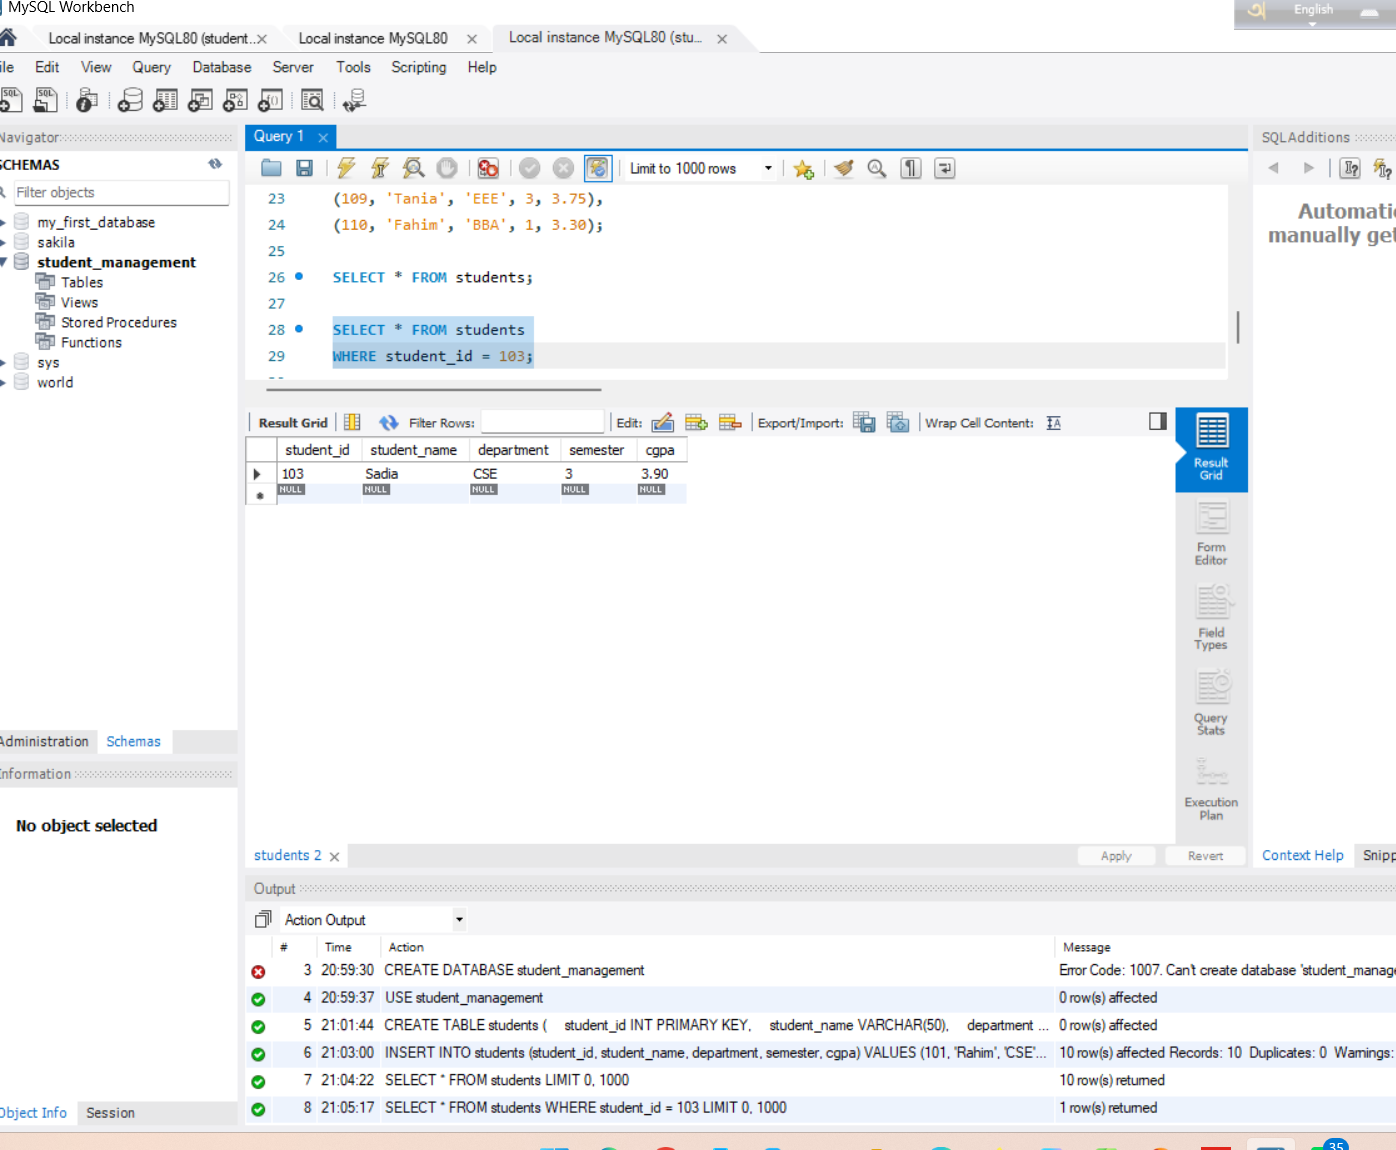 MySQL Workbench
English
Local instance MySQL80 (student..
Local instance MySQL80
Local instance MySQL80 (stu...
ile Edit View Query Database Server Tools Scripting Help
Navigator
Query 1
SQLAdditions
SCHEMAS
Filter objects
my_first_database
sakila
student_management
Tables
Views
Stored Procedures
Functions
sys
world
Limit to 1000 rows
Automatic
manually get
23 (109, 'Tania', 'EEE', 3, 3.75),
24 (110, 'Fahim', 'BBA', 1, 3.30);
25
26 SELECT * FROM students;
27
28 SELECT * FROM students
29 WHERE student_id = 103;
Result Grid Filter Rows: Edit: Export/Import: Wrap Cell Content:
student_id student_name department semester cgpa
103 Sadia CSE 3 3.90
NULL NULL NULL NULL NULL
Result
Grid
Form
Editor
Field
Types
Query
Stats
Execution
Plan
Administration Schemas
Information
No object selected
students 2
Apply Revert
Context Help Snipp
Output
Action Output
# Time Action Message
3 20:59:30 CREATE DATABASE student_management Error Code: 1007. Can't create database 'student_manage
4 20:59:37 USE student_management 0 row(s) affected
5 21:01:44 CREATE TABLE students ( student_id INT PRIMARY KEY, student_name VARCHAR(50), department ... 0 row(s) affected
6 21:03:00 INSERT INTO students (student_id, student_name, department, semester, cgpa) VALUES (101, 'Rahim', 'CSE'... 10 row(s) affected Records: 10 Duplicates: 0 Warnings:
7 21:04:22 SELECT * FROM students LIMIT 0, 1000 10 row(s) returned
8 21:05:17 SELECT * FROM students WHERE student_id = 103 LIMIT 0, 1000 1 row(s) returned
Object Info Session
35